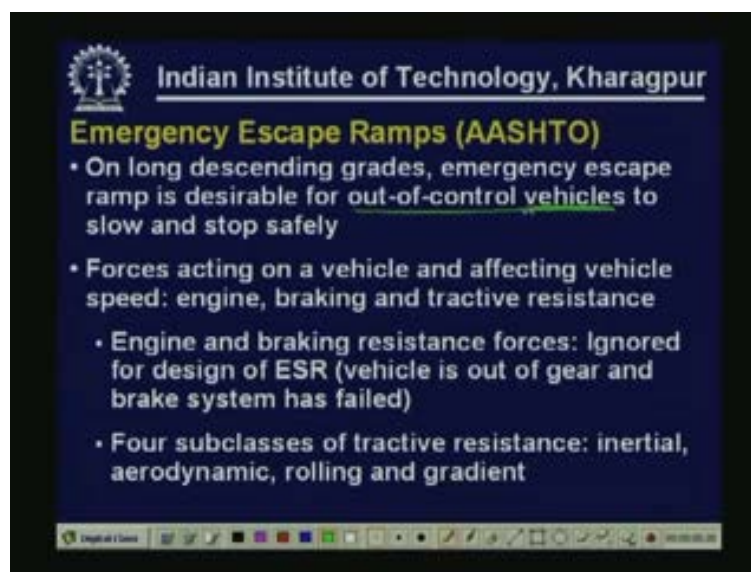 Indian Institute of Technology, Kharagpur
Emergency Escape Ramps (AASHTO)
• On long descending grades, emergency escape
ramp is desirable for out-of-control vehicles to
slow and stop safely
• Forces acting on a vehicle and affecting vehicle
speed: engine, braking and tractive resistance
• Engine and braking resistance forces: Ignored
for design of ESR (vehicle is out of gear and
brake system has failed)
• Four subclasses of tractive resistance: inertial,
aerodynamic, rolling and gradient